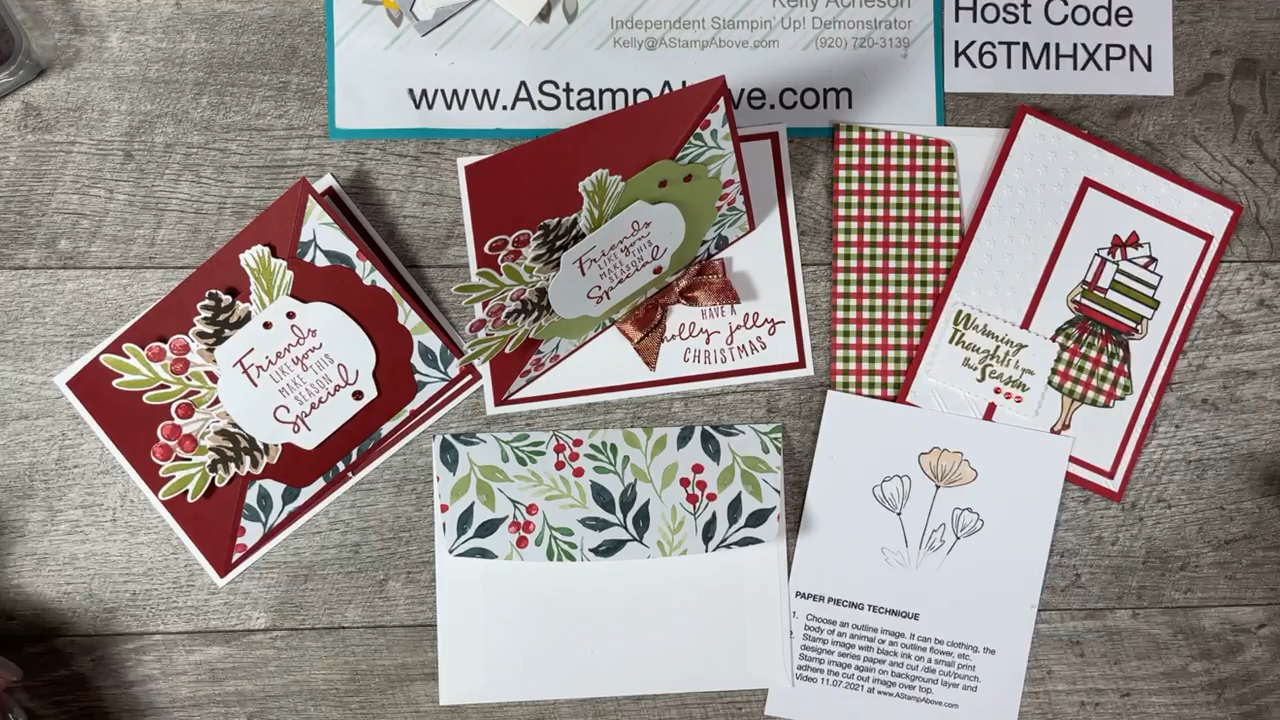 Kelly Acheson
Independent Stampin' Up! Demonstrator
Kelly@AStampAbove.com (920) 720-3139
www.AStampAbove.com
Host Code
K6TMHXPN
Friends
LIKE you
MAKE THIS
SEASON
Special
Friends
LIKE you
MAKE THIS
SEASON
Special
HAVE A
holly jolly
CHRISTMAS
Warming
Thoughts to you
this Season
PAPER PIECING TECHNIQUE
1. Choose an outline image. It can be clothing, the
body of an animal or an outline flower, etc.
2. Stamp image with black ink on a small print
designer series paper and cut /die cut/punch.
Stamp image again on background layer and
adhere the cut out image over top.
Video 11.07.2021 at www.AStampAbove.com